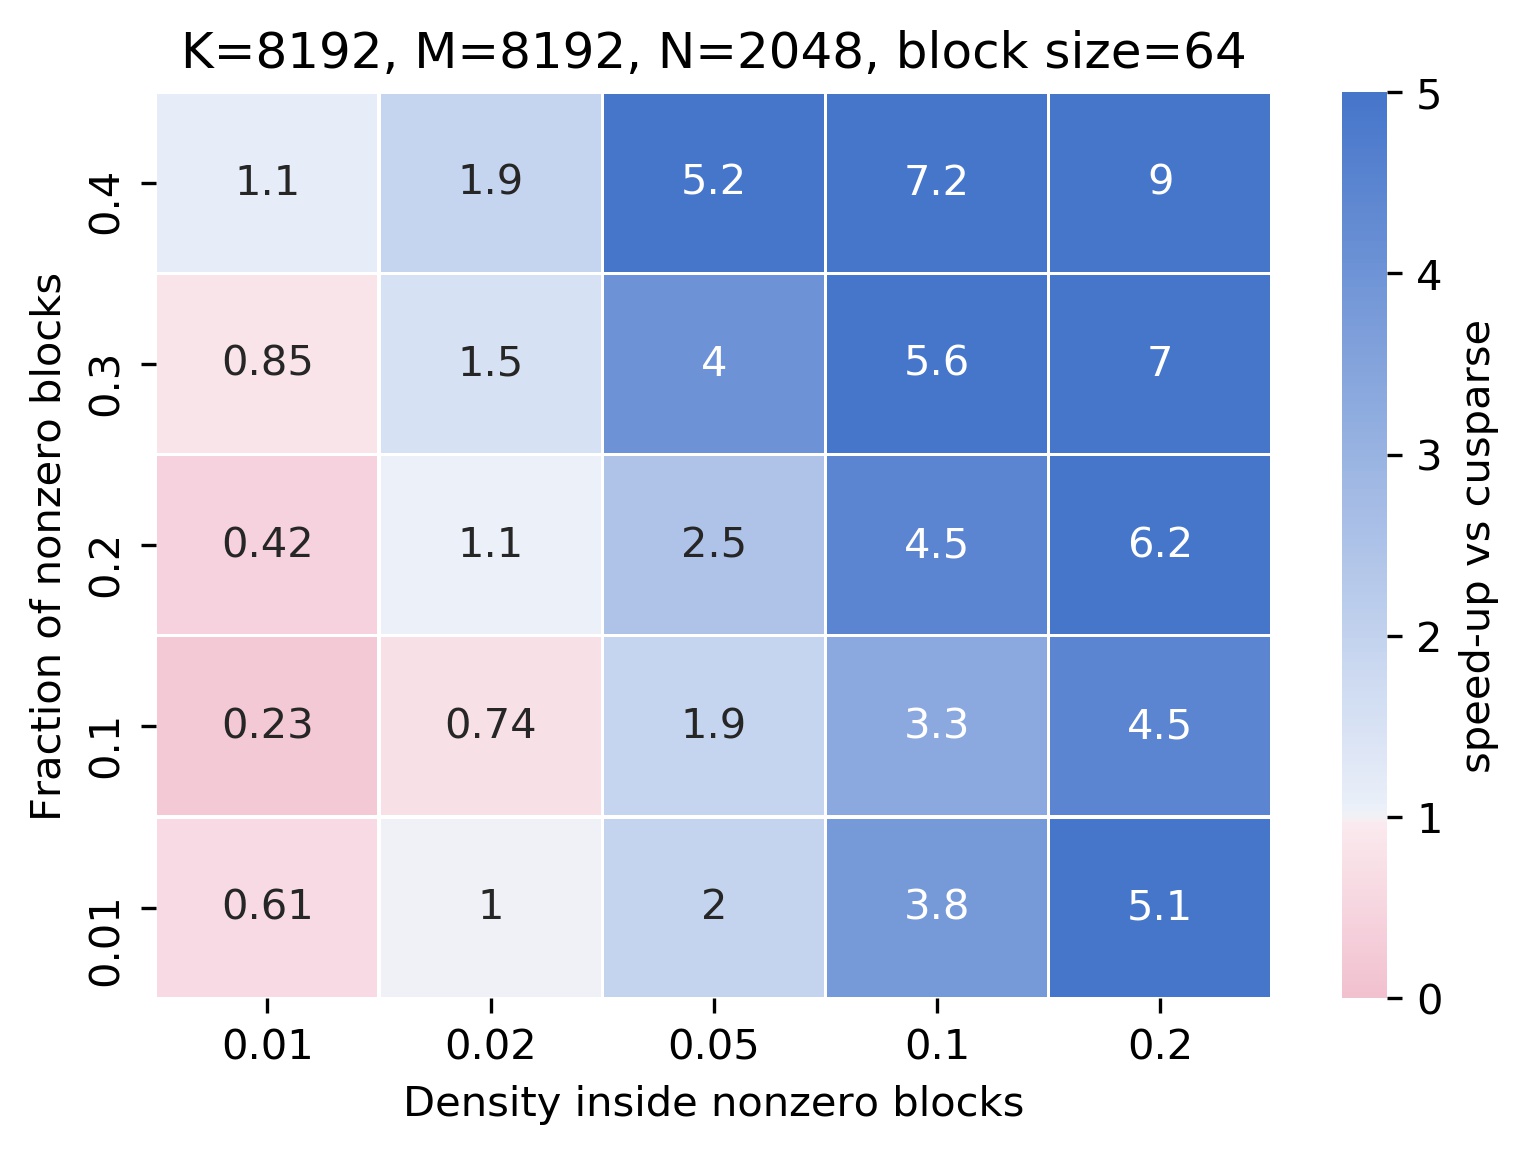 K=8192, M=8192, N=2048, block size=64
Fraction of nonzero blocks
0.4
1.1 1.9 5.2 7.2 9
0.3
0.85 1.5 4 5.6 7
0.2
0.42 1.1 2.5 4.5 6.2
0.1
0.23 0.74 1.9 3.3 4.5
0.01
0.61 1 2 3.8 5.1
0.01 0.02 0.05 0.1 0.2
Density inside nonzero blocks
5
4
3
2
1
0
speed-up vs cusparse